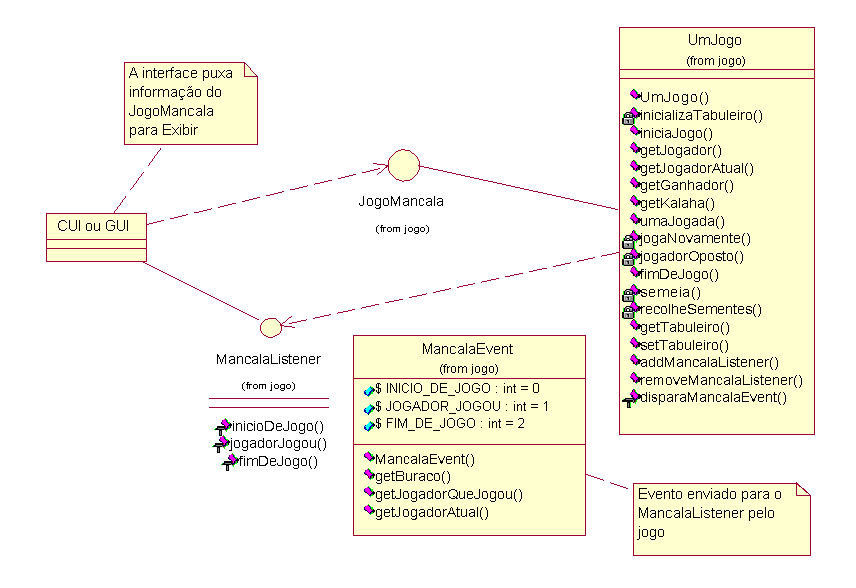 A interface puxa
informação do
JogoMancala
para Exibir
CUI ou GUI
JogoMancala
(from jogo)
MancalaListener
(from jogo)
inicioDeJogo()
jogadorJogou()
fimDeJogo()
MancalaEvent
(from jogo)
$ INICIO_DE_JOGO : int = 0
$ JOGADOR_JOGOU : int = 1
$ FIM_DE_JOGO : int = 2
MancalaEvent()
getBuraco()
getJogadorQueJogou()
getJogadorAtual()
UmJogo
(from jogo)
UmJogo()
inicializaTabuleiro()
iniciaJogo()
getJogador()
getJogadorAtual()
getGanhador()
getKalaha()
umaJogada()
jogaNovamente()
jogadorOposto()
fimDeJogo()
semeia()
recolheSementes()
getTabuleiro()
setTabuleiro()
addMancalaListener()
removeMancalaListener()
disparaMancalaEvent()
Evento enviado para o
MancalaListener pelo
jogo